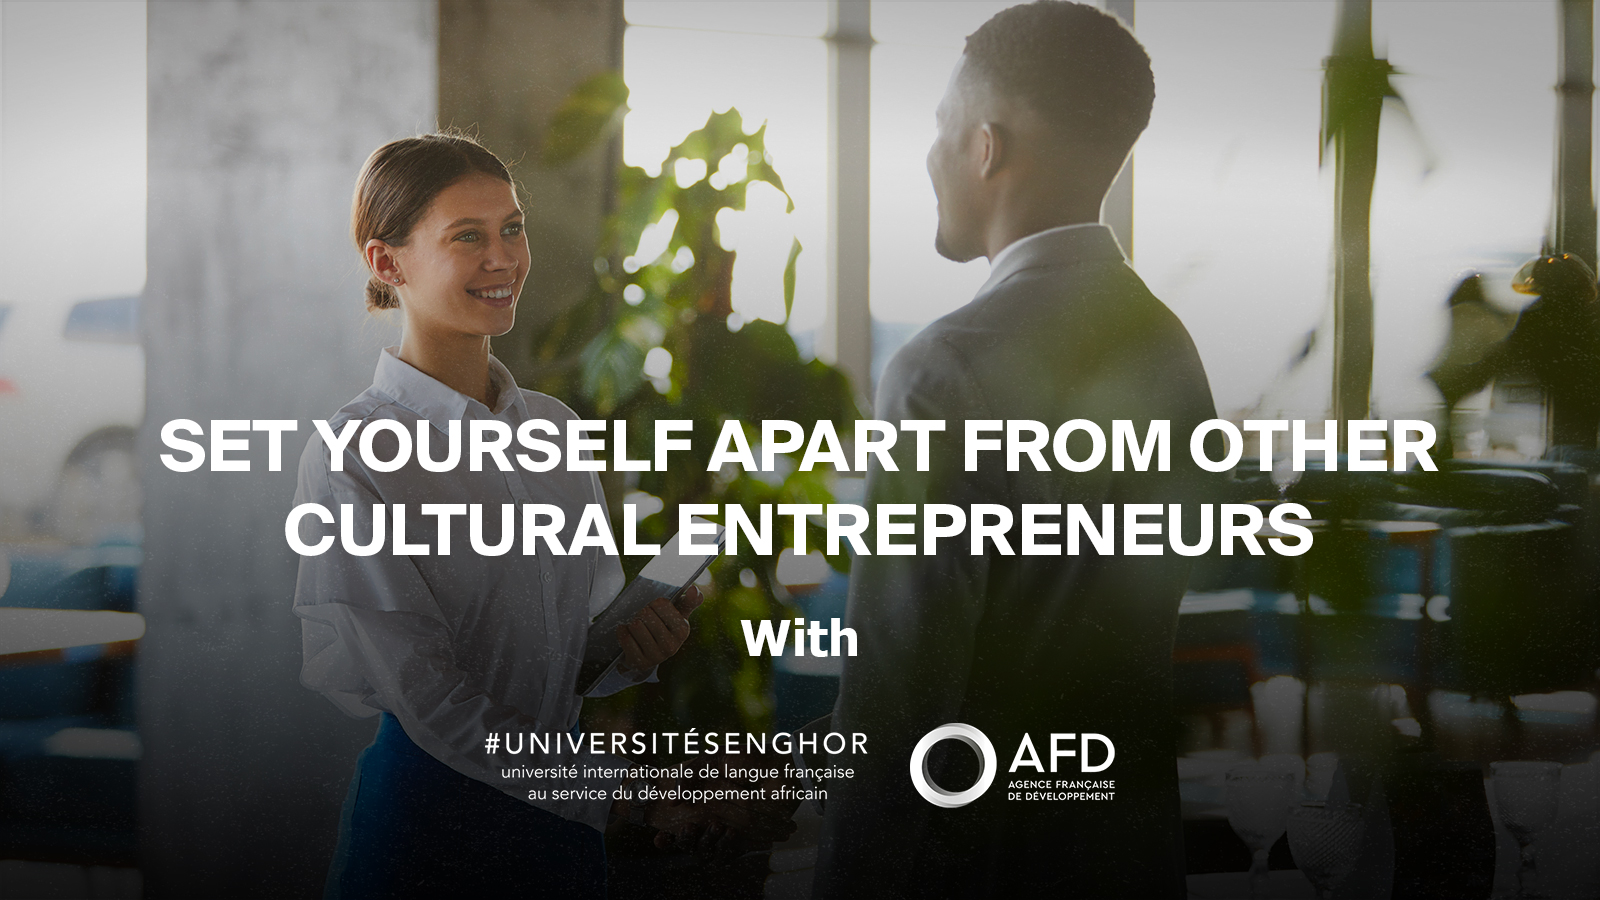 SET YOURSELF APART FROM OTHER
CULTURAL ENTREPRENEURS
With
#UNIVERSITÉSENGHOR
université internationale de langue française
au service du développement africain
AFD
AGENCE FRANÇAISE
DE DÉVELOPPEMENT